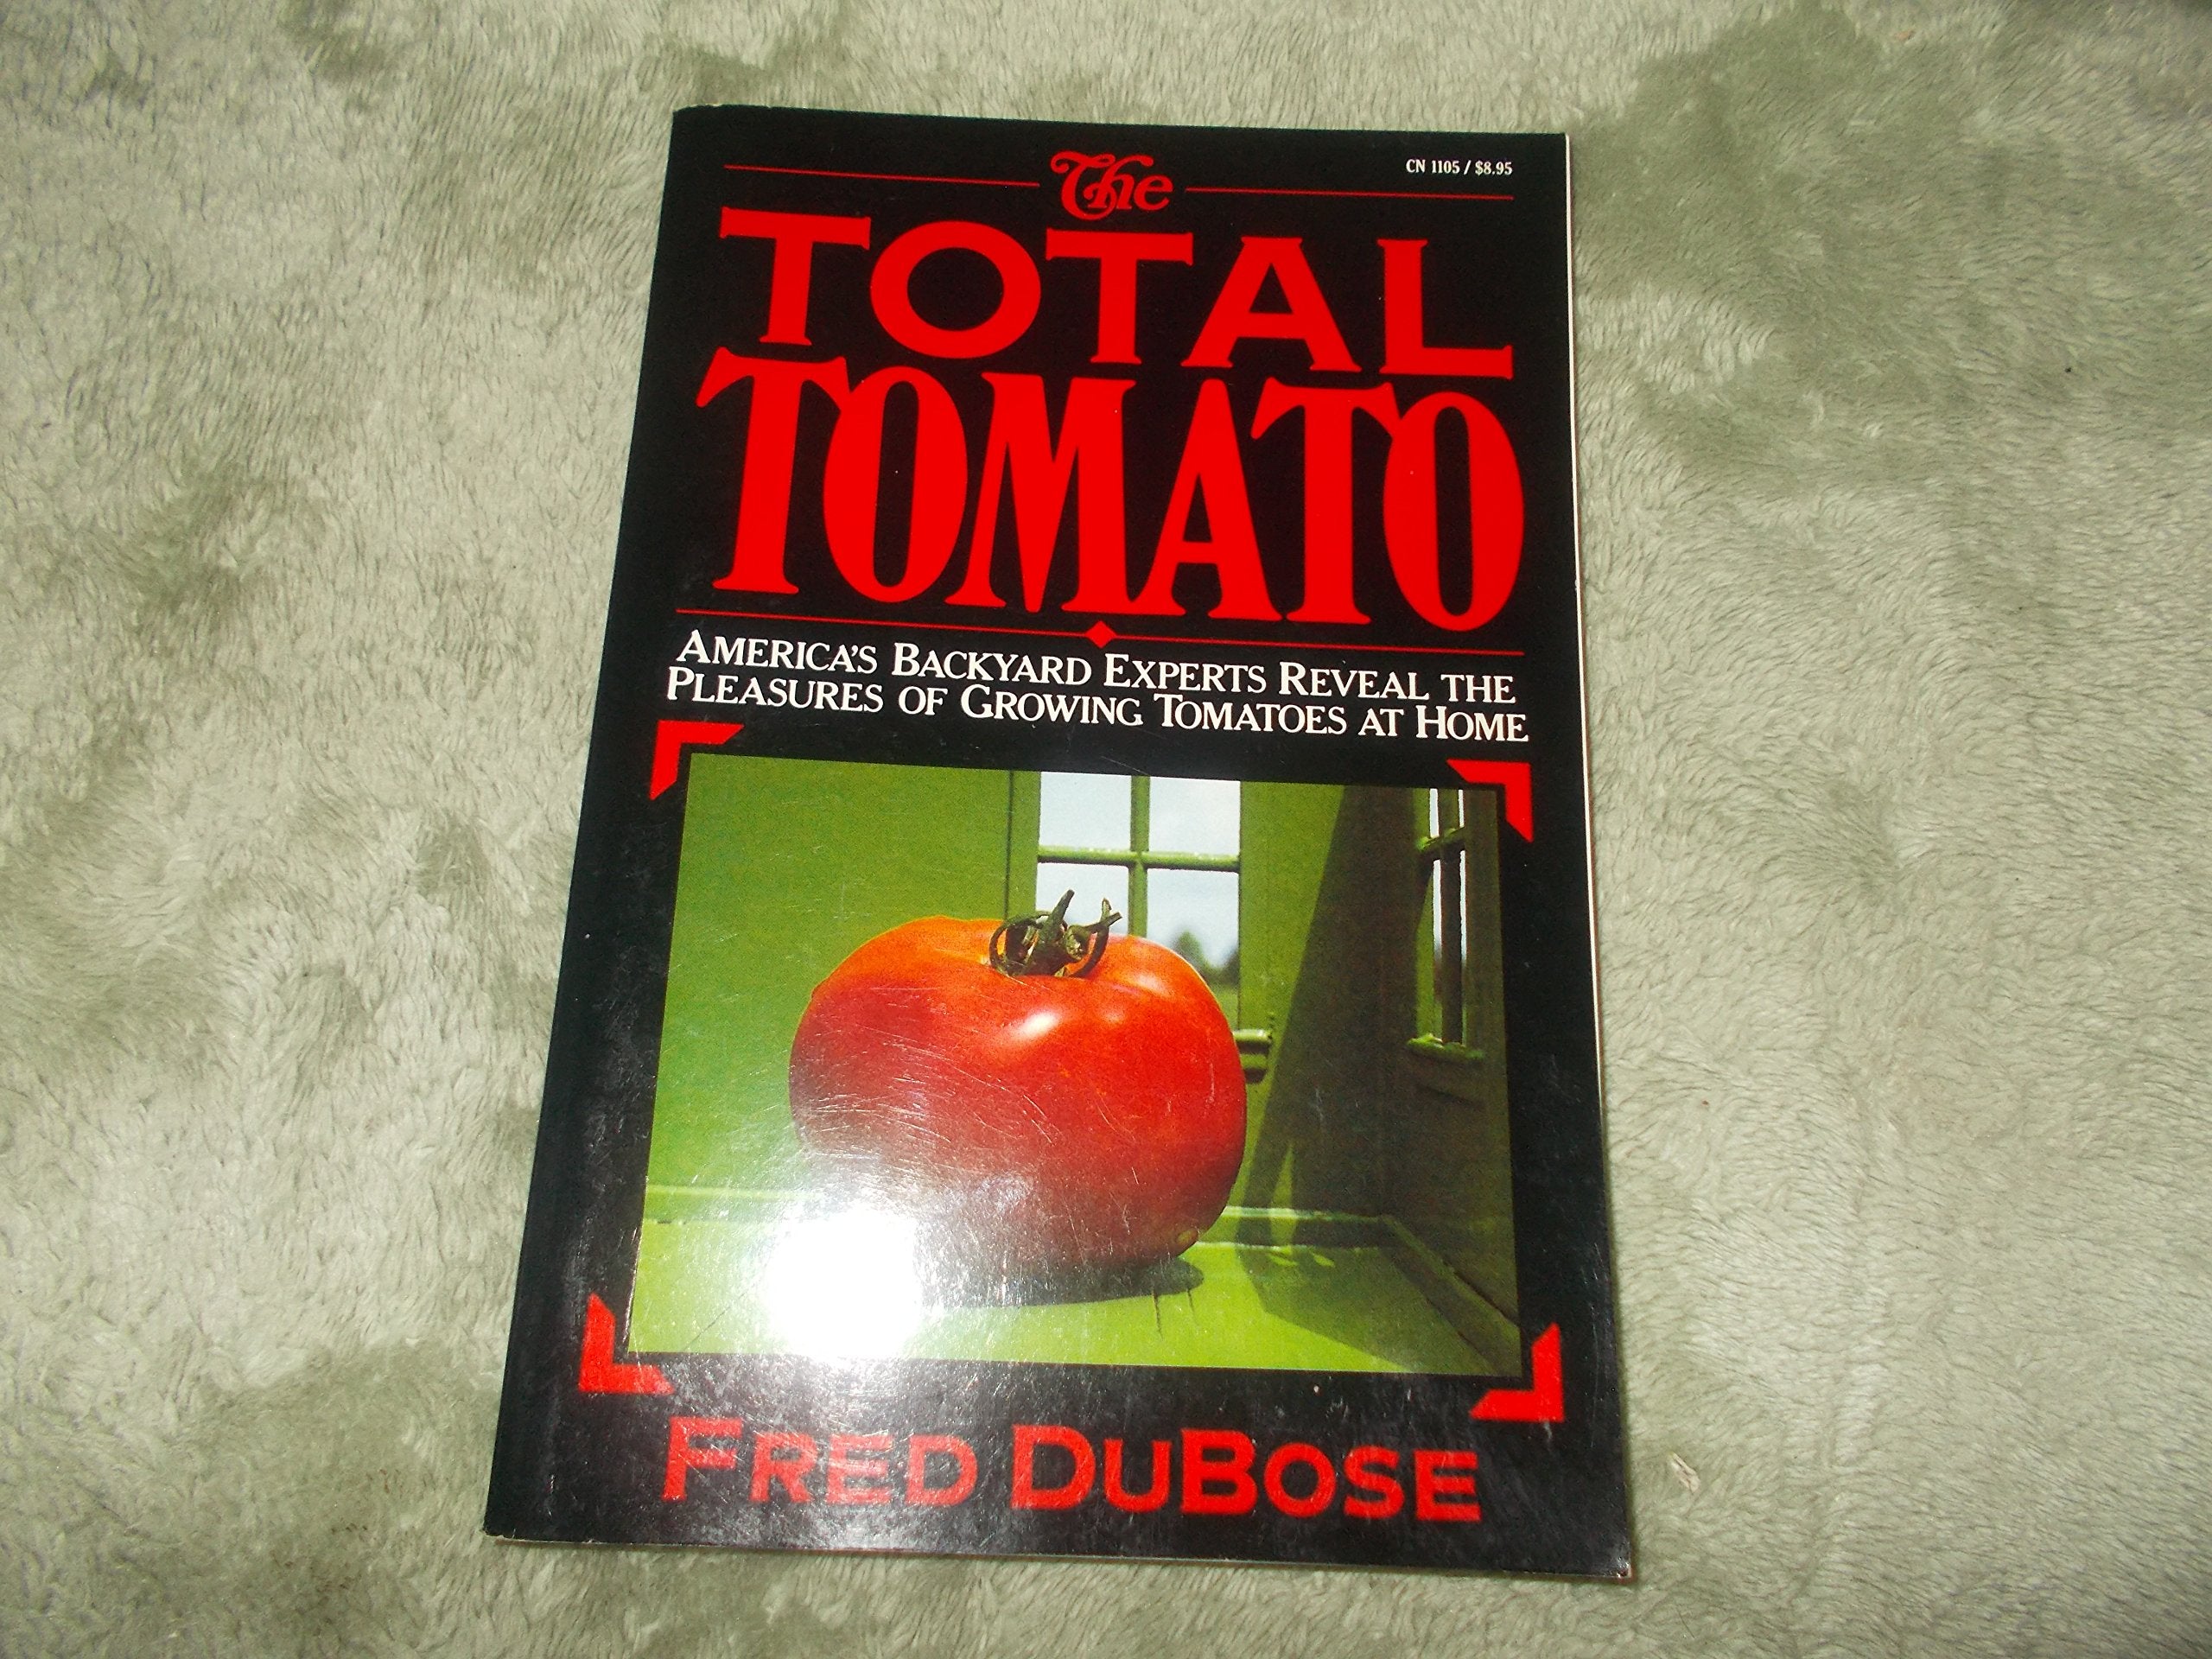 The
CN 1105 / $8.95
TOTAL
TOMATO
AMERICA'S BACKYARD EXPERTS REVEAL THE
PLEASURES OF GROWING TOMATOES AT HOME
FRED DUBOSE